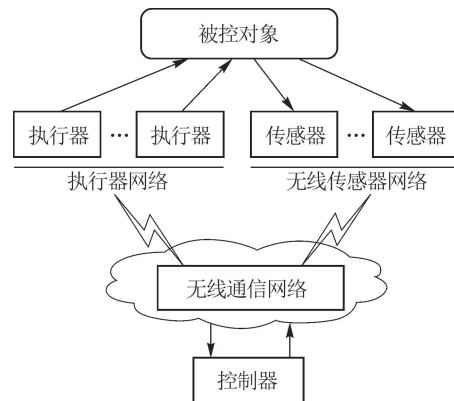 被控对象
执行器 … 执行器 传感器 … 传感器
执行器网络 无线传感器网络
无线通信网络
控制器